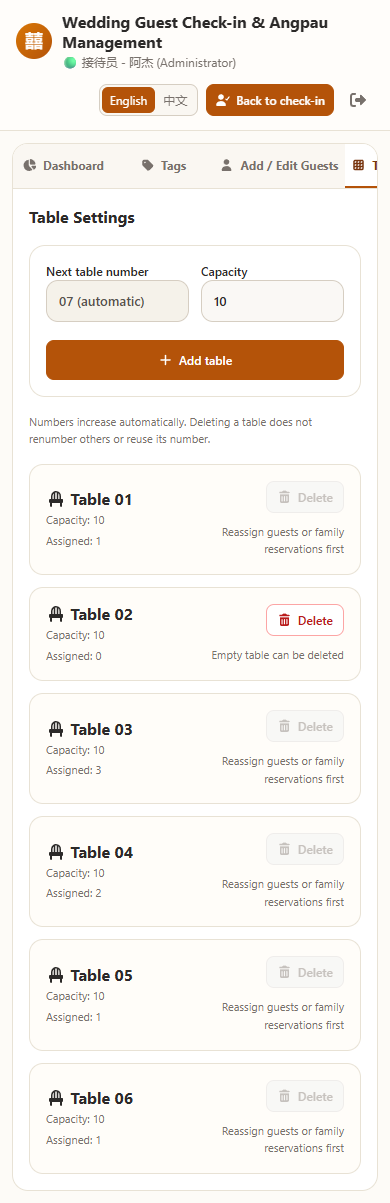 囍
Wedding Guest Check-in & Angpau
Management
接待员 - 阿杰 (Administrator)
English 中文 Back to check-in
Dashboard Tags Add / Edit Guests
Table Settings
Next table number Capacity
07 (automatic) 10
Add table
Numbers increase automatically. Deleting a table does not
renumber others or reuse its number.
Table 01 Delete
Capacity: 10
Assigned: 1
Reassign guests or family
reservations first
Table 02 Delete
Capacity: 10
Assigned: 0
Empty table can be deleted
Table 03 Delete
Capacity: 10
Assigned: 3
Reassign guests or family
reservations first
Table 04 Delete
Capacity: 10
Assigned: 2
Reassign guests or family
reservations first
Table 05 Delete
Capacity: 10
Assigned: 1
Reassign guests or family
reservations first
Table 06 Delete
Capacity: 10
Assigned: 1
Reassign guests or family
reservations first